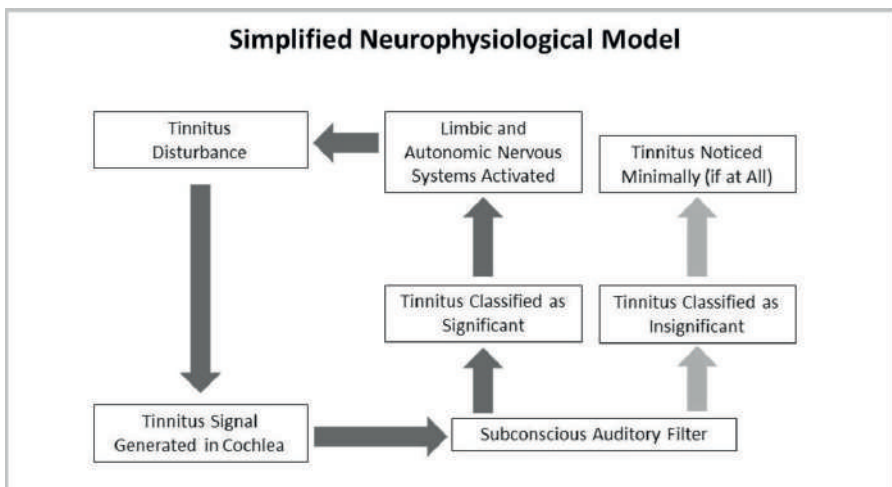 Simplified Neurophysiological Model
Tinnitus
Disturbance
Limbic and
Autonomic Nervous
Systems Activated
Tinnitus Noticed
Minimally (if at All)
Tinnitus Classified as
Significant
Tinnitus Classified as
Insignificant
Tinnitus Signal
Generated in Cochlea
Subconscious Auditory Filter